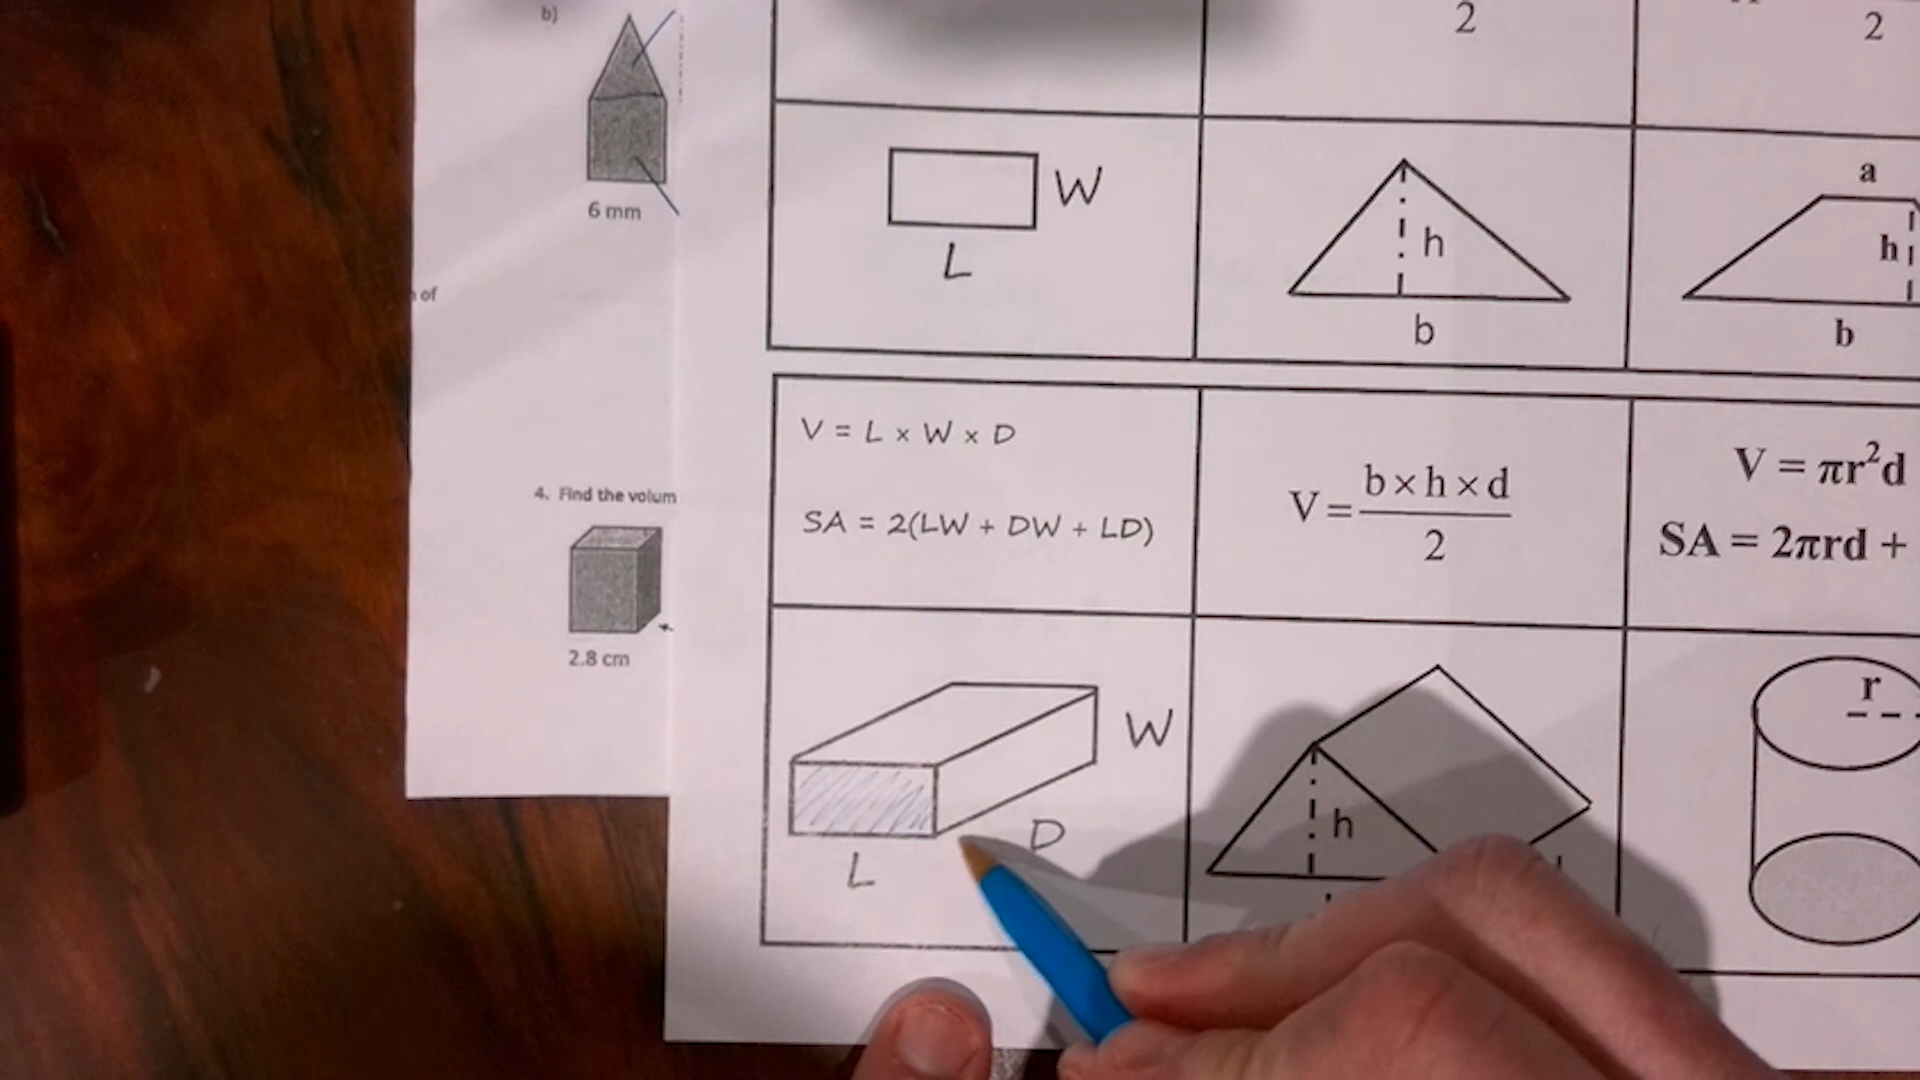 b)
6 mm
of
4. Find the volum
2.8 cm
2
2
W
L
h
b
a
h
b
V = L × W × D
SA = 2(LW + DW + LD)
V = b × h × d
2
V = πr²d
SA = 2πrd +
W
D
L
h
r